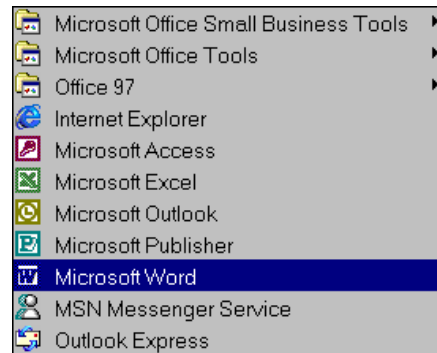 Microsoft Office Small Business Tools
Microsoft Office Tools
Office 97
Internet Explorer
Microsoft Access
Microsoft Excel
Microsoft Outlook
Microsoft Publisher
Microsoft Word
MSN Messenger Service
Outlook Express